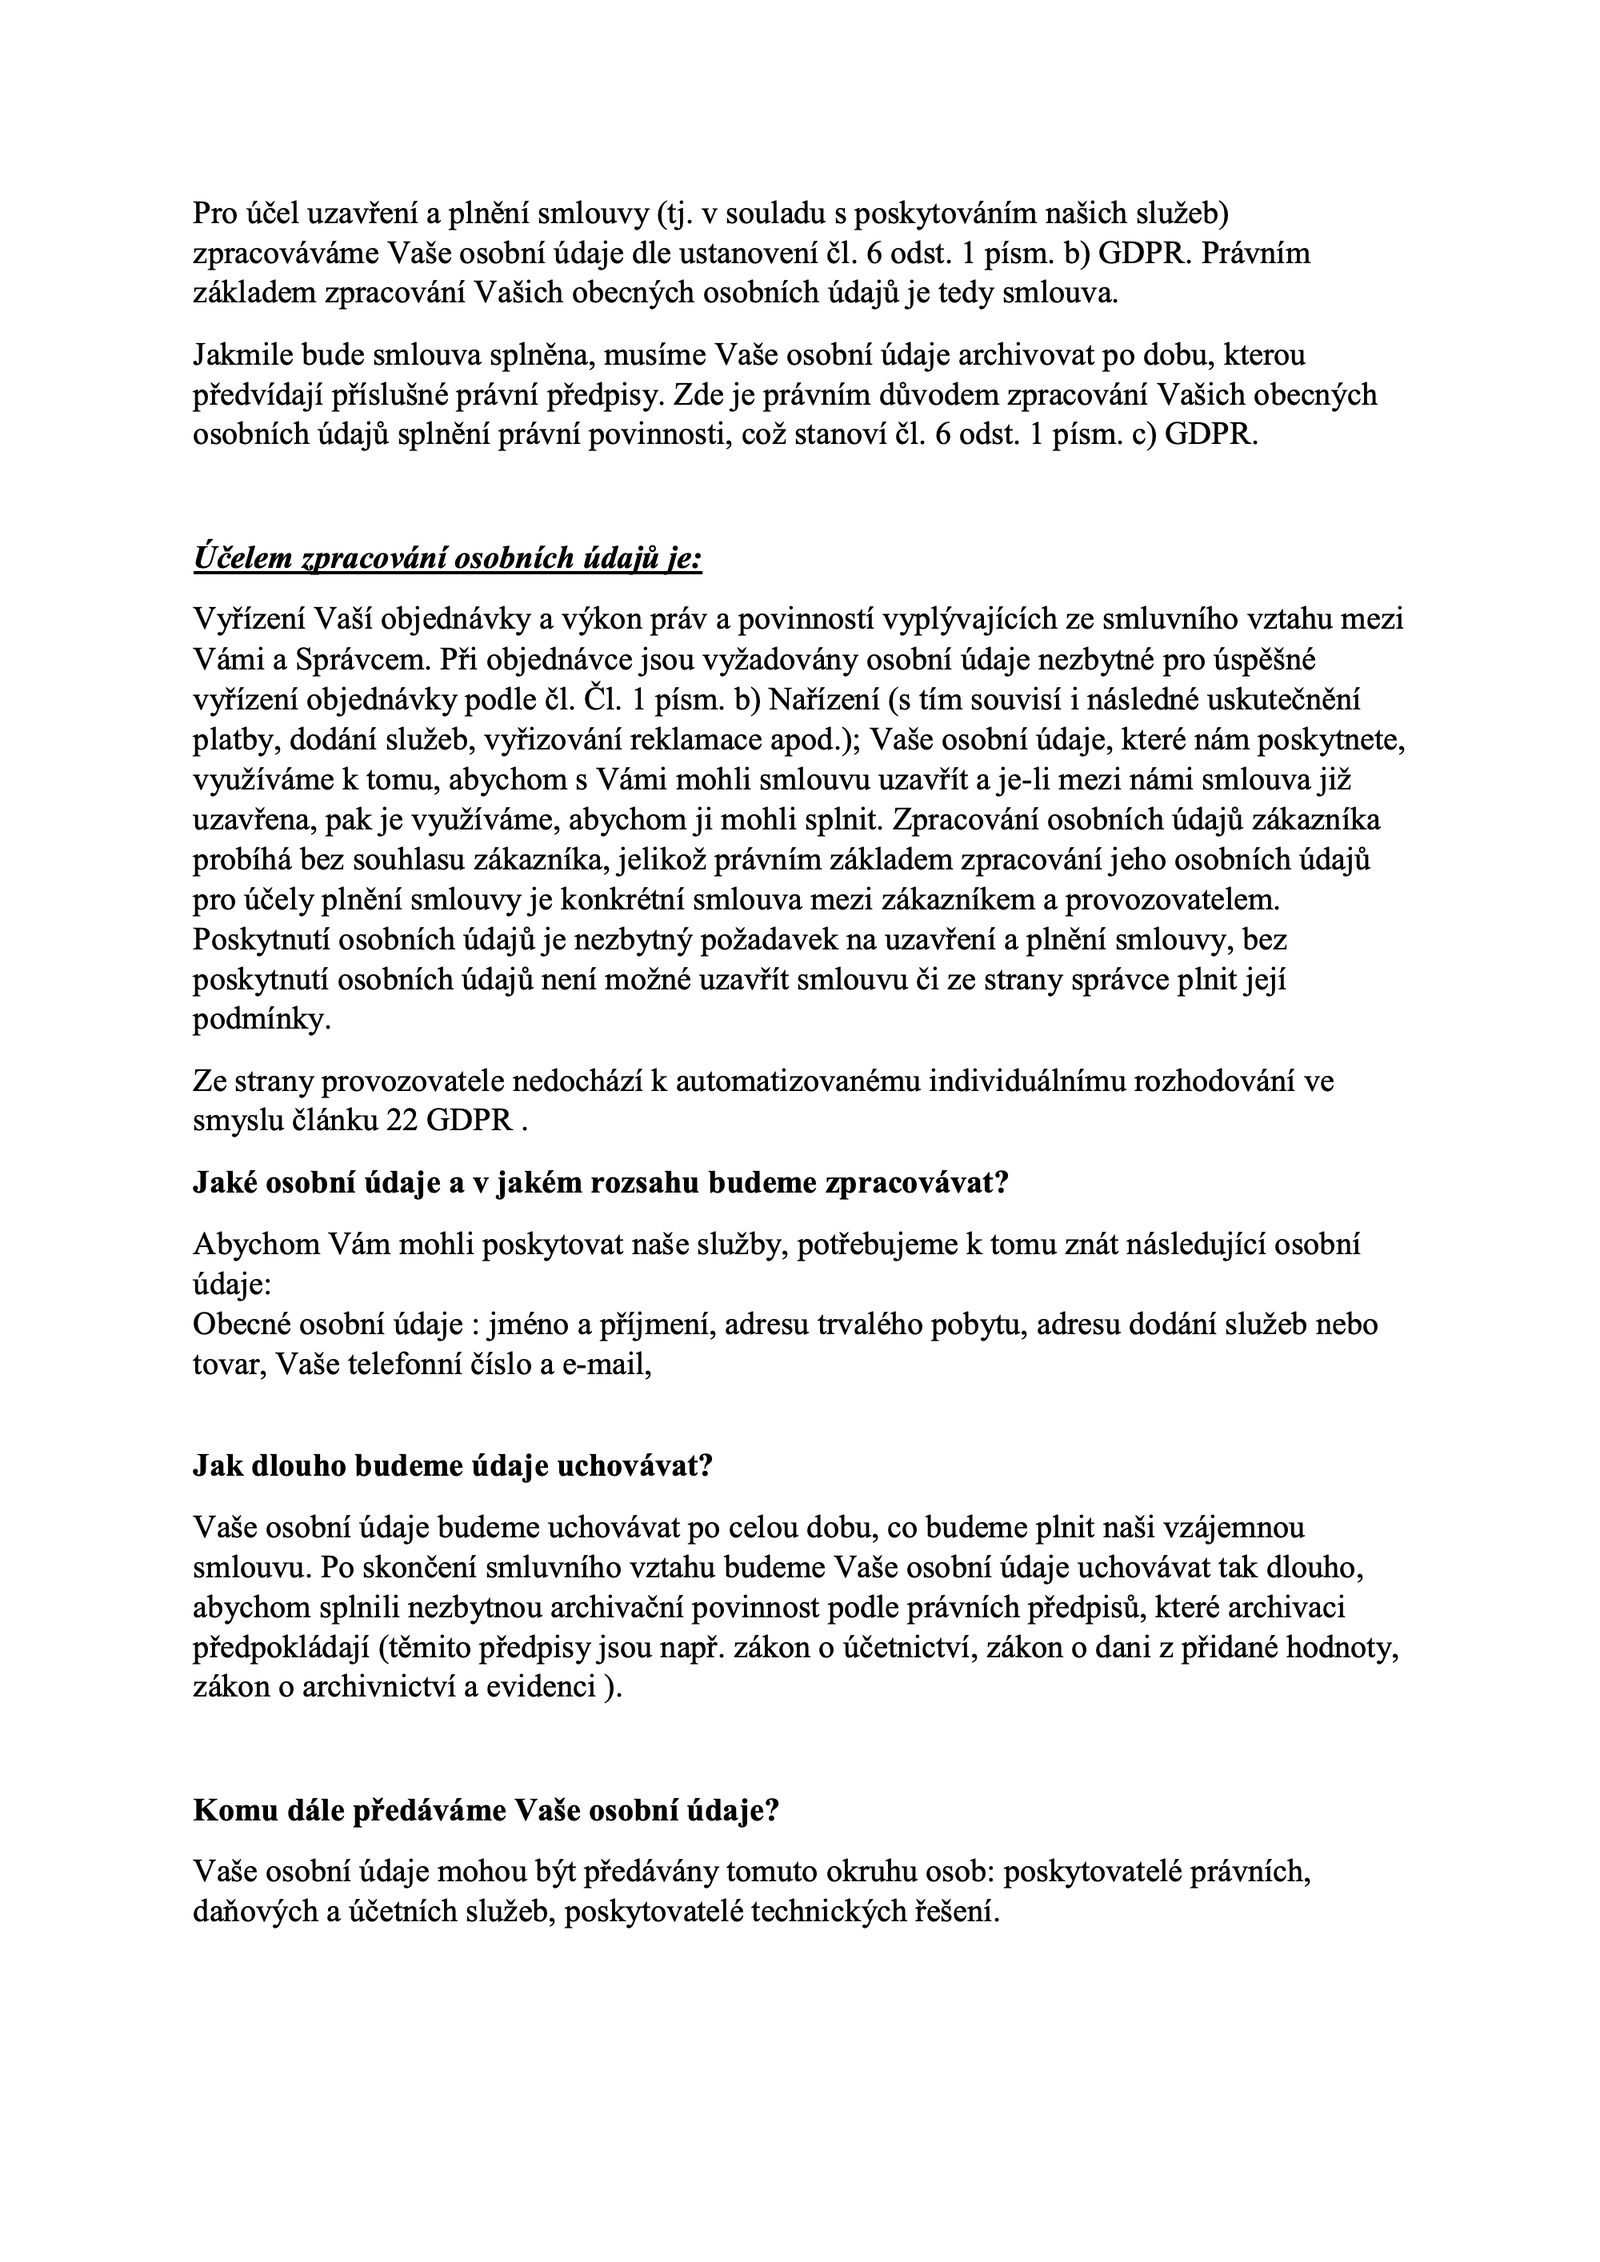 Pro účel uzavření a plnění smlouvy (tj. v souladu s poskytováním našich služeb)
zpracováváme Vaše osobní údaje dle ustanovení čl. 6 odst. 1 písm. b) GDPR. Právním
základem zpracování Vašich obecných osobních údajů je tedy smlouva.
Jakmile bude smlouva splněna, musíme Vaše osobní údaje archivovat po dobu, kterou
předvídají příslušné právní předpisy. Zde je právním důvodem zpracování Vašich obecných
osobních údajů splnění právní povinnosti, což stanoví čl. 6 odst. 1 písm. c) GDPR.
Účelem zpracování osobních údajů je:
Vyřízení Vaší objednávky a výkon práv a povinností vyplývajících ze smluvního vztahu mezi
Vámi a Správcem. Při objednávce jsou vyžadovány osobní údaje nezbytné pro úspěšné
vyřízení objednávky podle čl. Čl. 1 písm. b) Nařízení (s tím souvisí i následné uskutečnění
platby, dodání služeb, vyřizování reklamace apod.); Vaše osobní údaje, které nám poskytnete,
využíváme k tomu, abychom s Vámi mohli smlouvu uzavřít a je-li mezi námi smlouva již
uzavřena, pak je využíváme, abychom ji mohli splnit. Zpracování osobních údajů zákazníka
probíhá bez souhlasu zákazníka, jelikož právním základem zpracování jeho osobních údajů
pro účely plnění smlouvy je konkrétní smlouva mezi zákazníkem a provozovatelem.
Poskytnutí osobních údajů je nezbytný požadavek na uzavření a plnění smlouvy, bez
poskytnutí osobních údajů není možné uzavřít smlouvu či ze strany správce plnit její
podmínky.
Ze strany provozovatele nedochází k automatizovanému individuálnímu rozhodování ve
smyslu článku 22 GDPR .
Jaké osobní údaje a v jakém rozsahu budeme zpracovávat?
Abychom Vám mohli poskytovat naše služby, potřebujeme k tomu znát následující osobní
údaje:
Obecné osobní údaje : jméno a příjmení, adresu trvalého pobytu, adresu dodání služeb nebo
tovar, Vaše telefonní číslo a e-mail,
Jak dlouho budeme údaje uchovávat?
Vaše osobní údaje budeme uchovávat po celou dobu, co budeme plnit naši vzájemnou
smlouvu. Po skončení smluvního vztahu budeme Vaše osobní údaje uchovávat tak dlouho,
abychom splnili nezbytnou archivační povinnost podle právních předpisů, které archivaci
předpokládají (těmito předpisy jsou např. zákon o účetnictví, zákon o dani z přidané hodnoty,
zákon o archivnictví a evidenci ).
Komu dále předáváme Vaše osobní údaje?
Vaše osobní údaje mohou být předávány tomuto okruhu osob: poskytovatelé právních,
daňových a účetních služeb, poskytovatelé technických řešení.